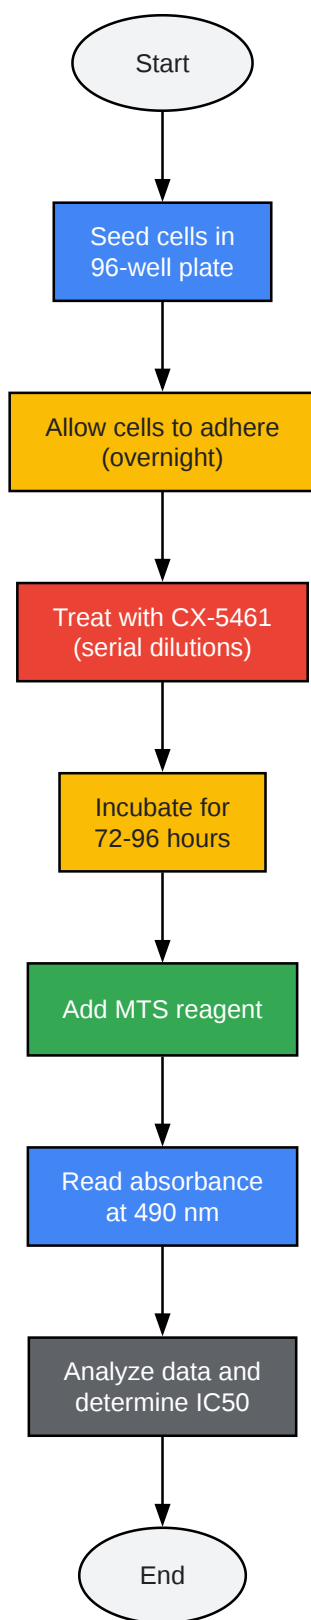 Start
Seed cells in
96-well plate
Allow cells to adhere
(overnight)
Treat with CX-5461
(serial dilutions)
Incubate for
72-96 hours
Add MTS reagent
Read absorbance
at 490 nm
Analyze data and
determine IC50
End